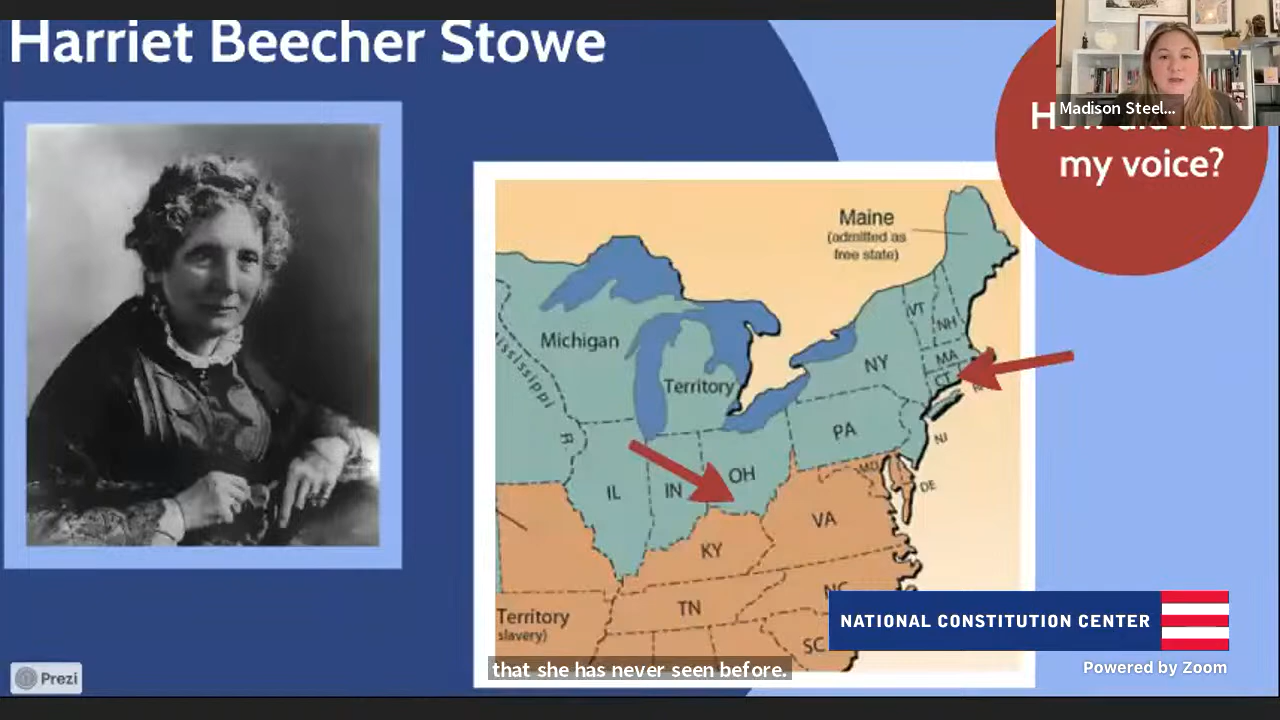 Harriet Beecher Stowe
Madison Steel...
my voice?
Maine
(admitted as
free state)
Michigan
Territory
Mississippi
R
VT
NH
MA
CT
NY
PA
NJ
OH
IL
IN
MD
DE
VA
KY
TN
NC
SC
Territory
slavery)
NATIONAL CONSTITUTION CENTER
that she has never seen before.
Powered by Zoom
Prezi